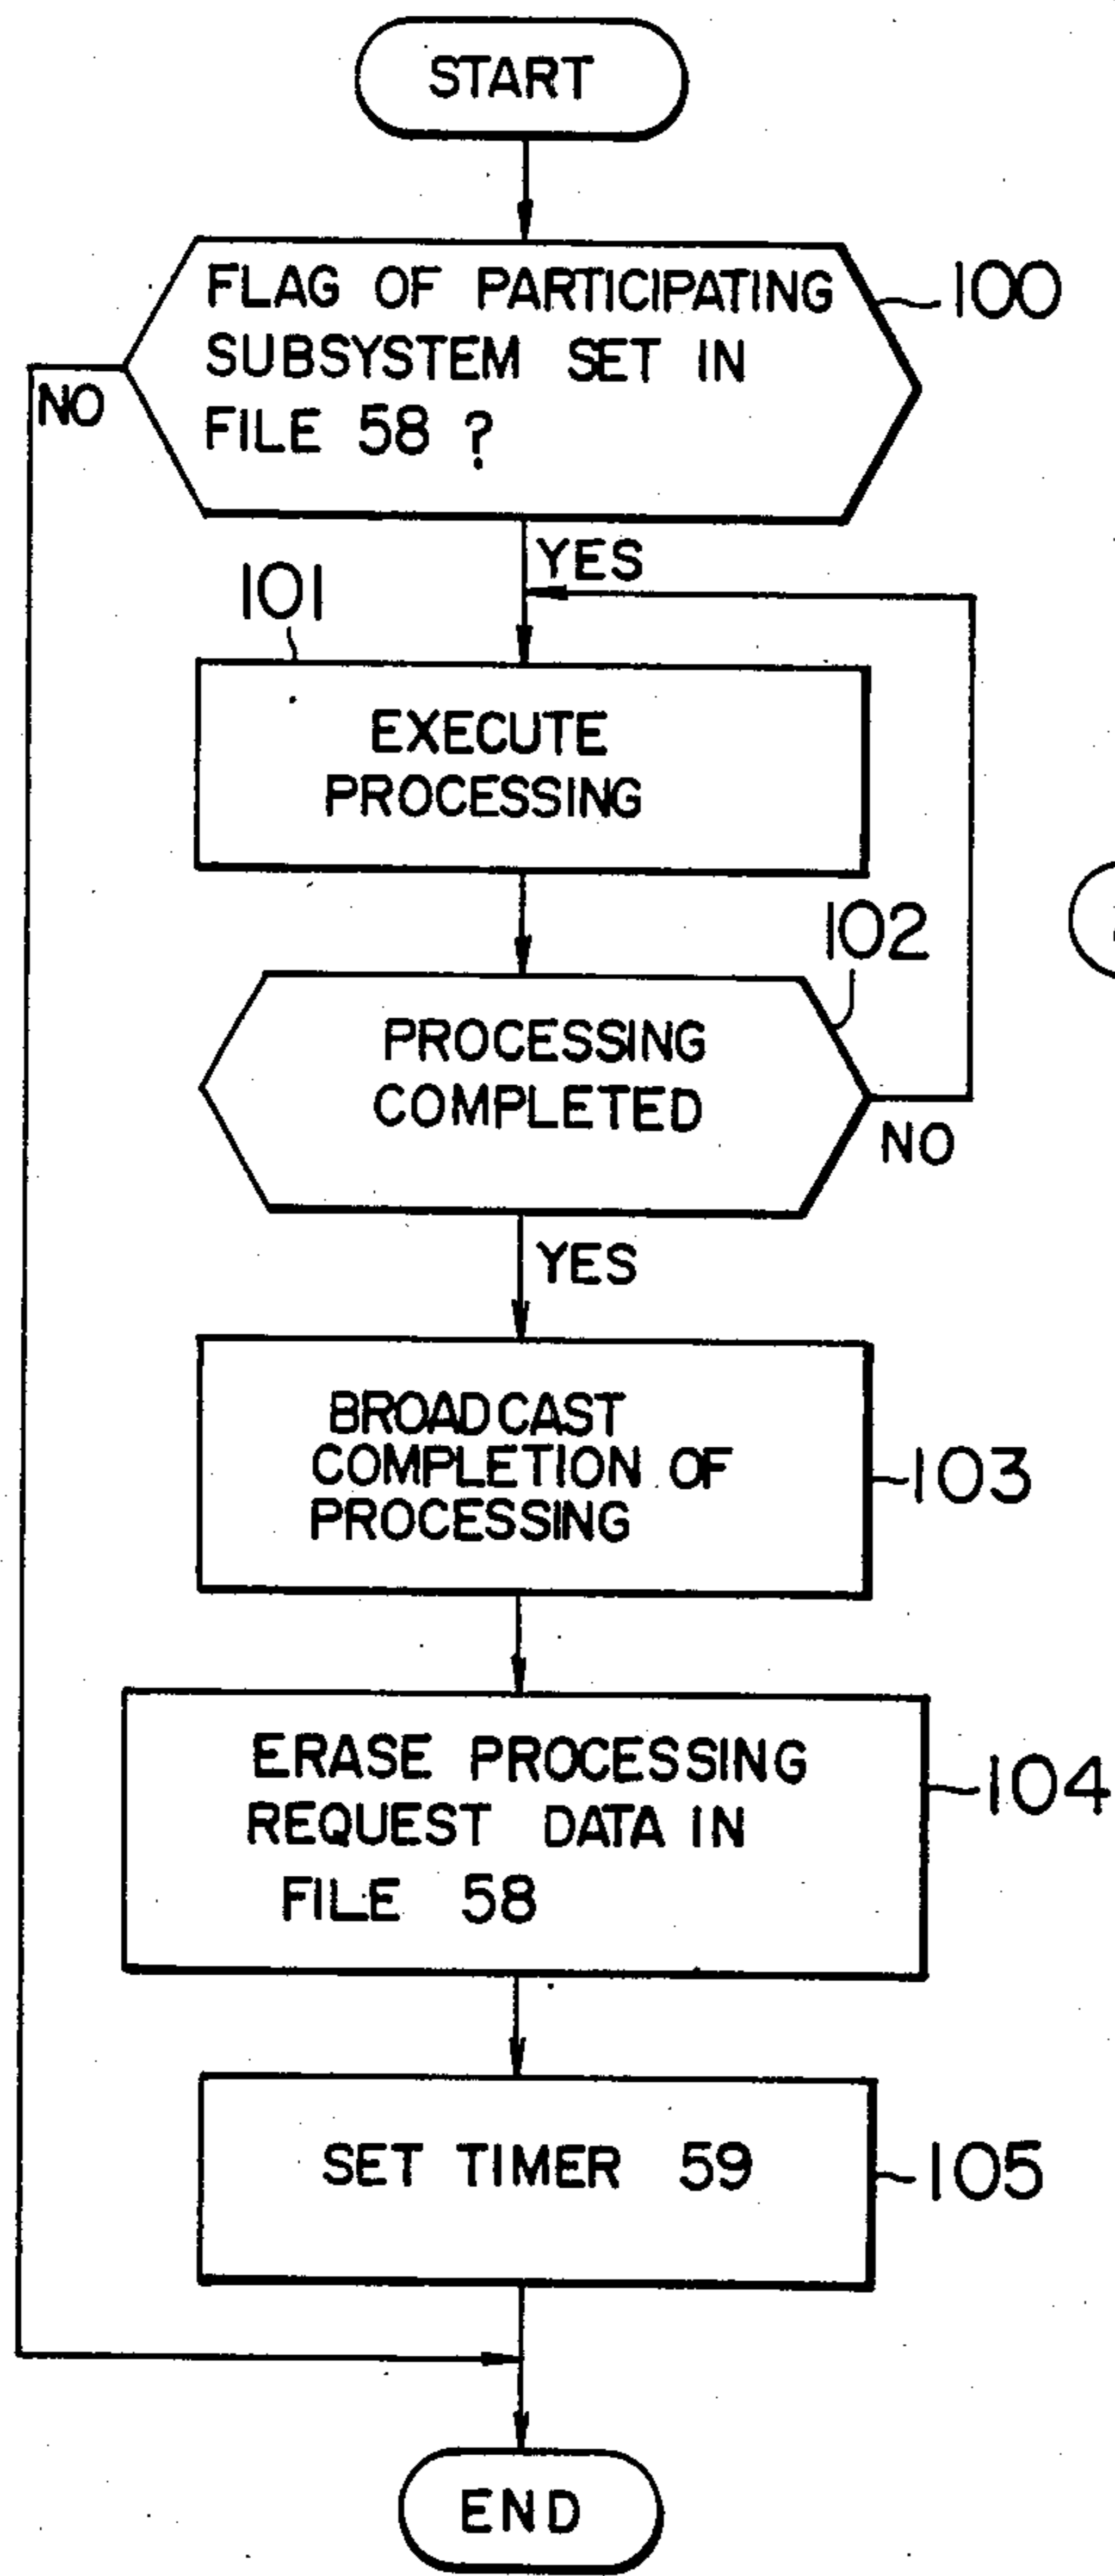 START
FLAG OF PARTICIPATING
SUBSYSTEM SET IN
FILE 58 ?
100
NO
YES
101
EXECUTE
PROCESSING
102
PROCESSING
COMPLETED
NO
YES
BROADCAST
COMPLETION OF
PROCESSING
103
ERASE PROCESSING
REQUEST DATA IN
FILE 58
104
SET TIMER 59
105
END